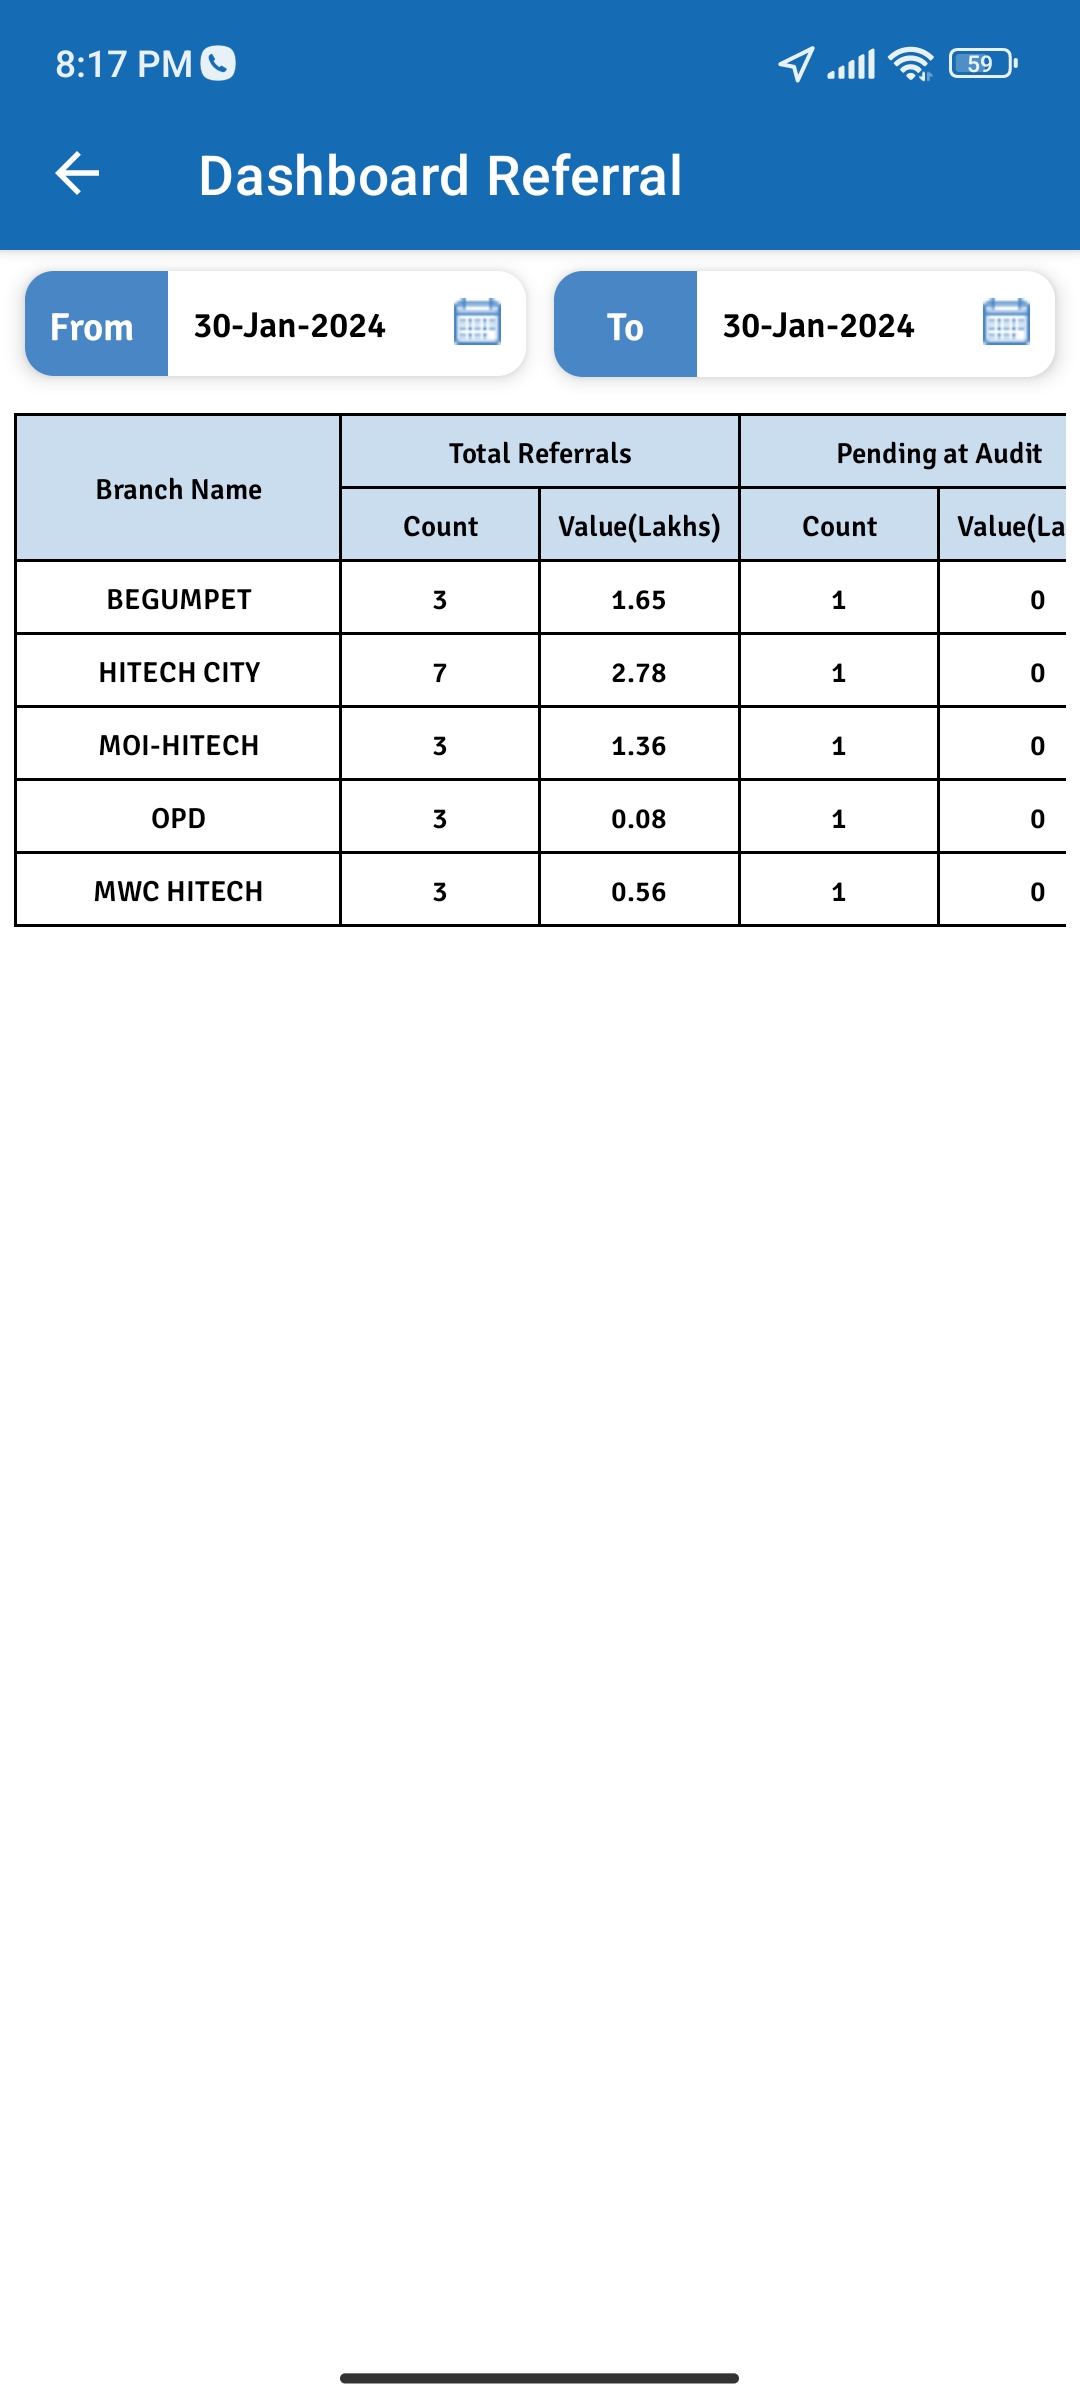 8:17 PM
59
Dashboard Referral
From 30-Jan-2024 To 30-Jan-2024
Branch Name Total Referrals Pending at Audit
Count Value(Lakhs) Count Value(La
BEGUMPET 3 1.65 1 0
HITECH CITY 7 2.78 1 0
MOI-HITECH 3 1.36 1 0
OPD 3 0.08 1 0
MWC HITECH 3 0.56 1 0